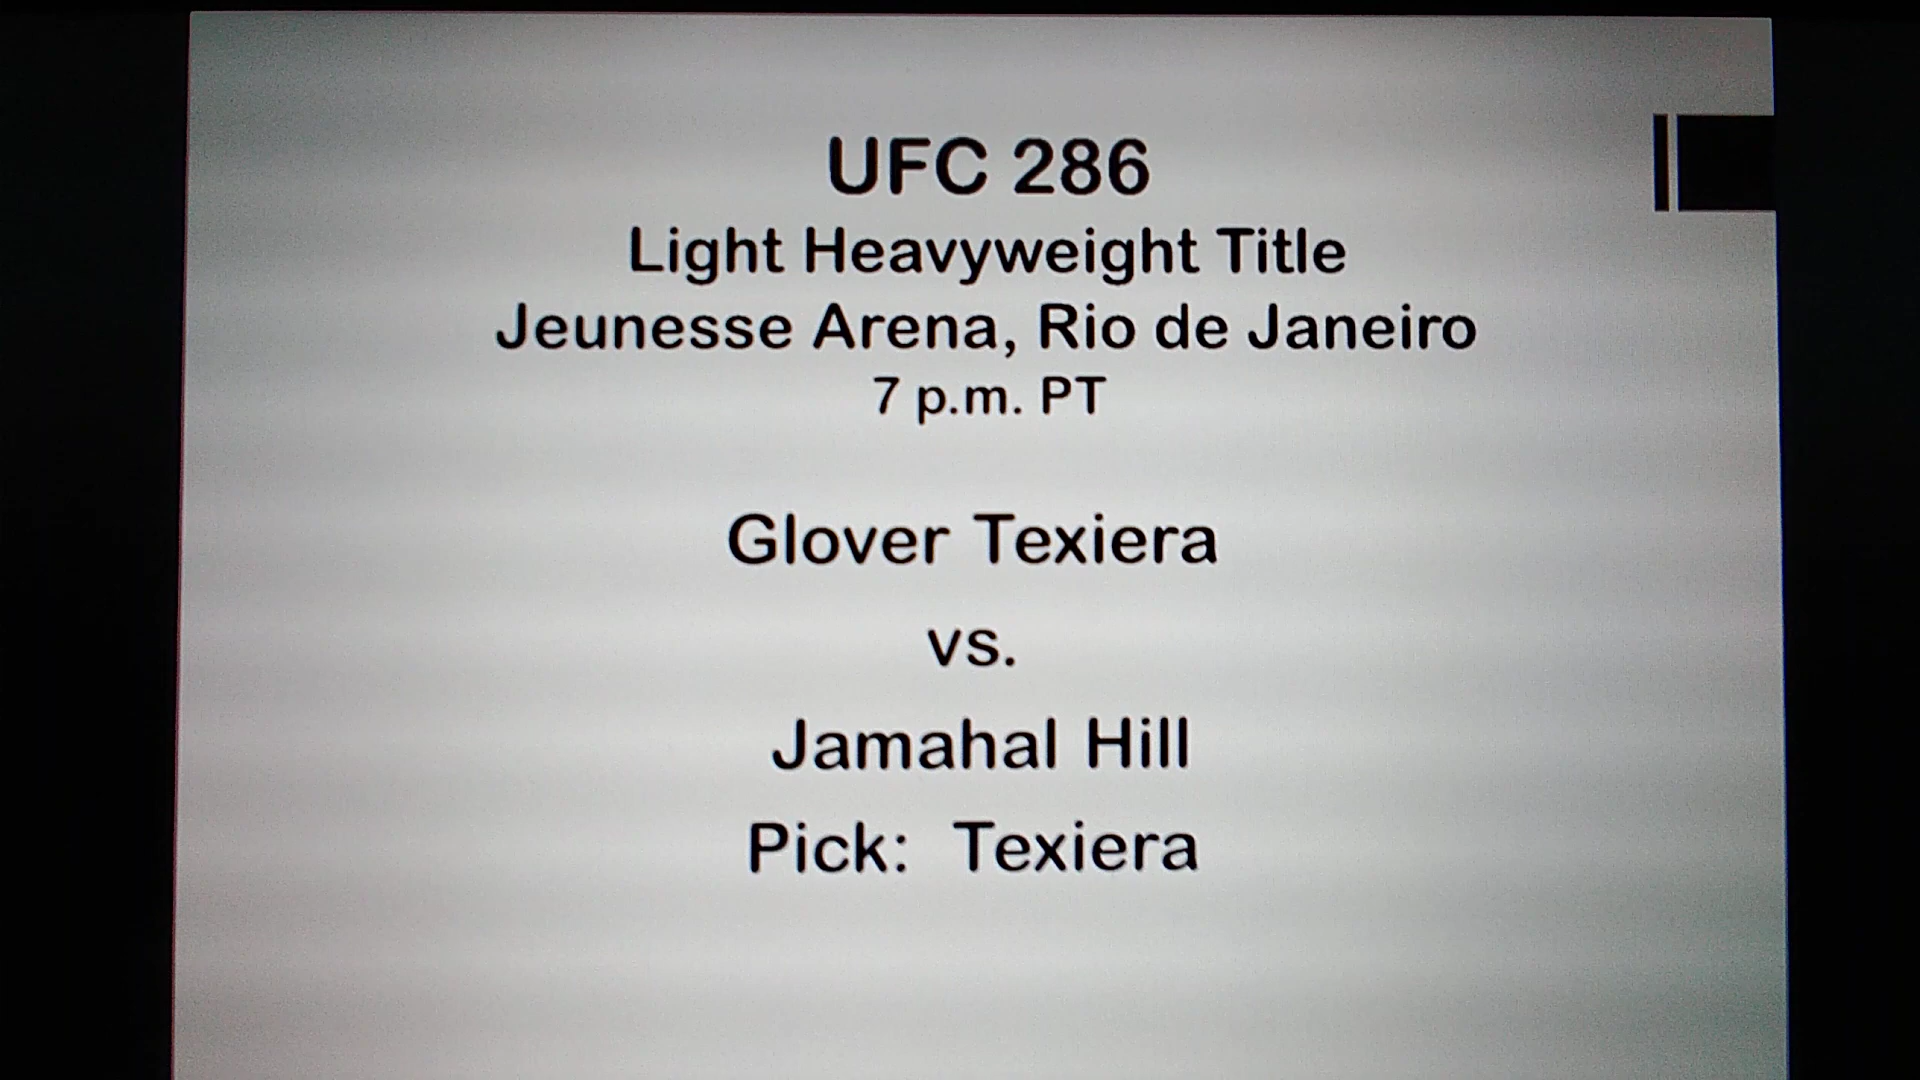 UFC 286
Light Heavyweight Title
Jeunesse Arena, Rio de Janeiro
7 p.m. PT
Glover Texiera
vs.
Jamahal Hill
Pick: Texiera